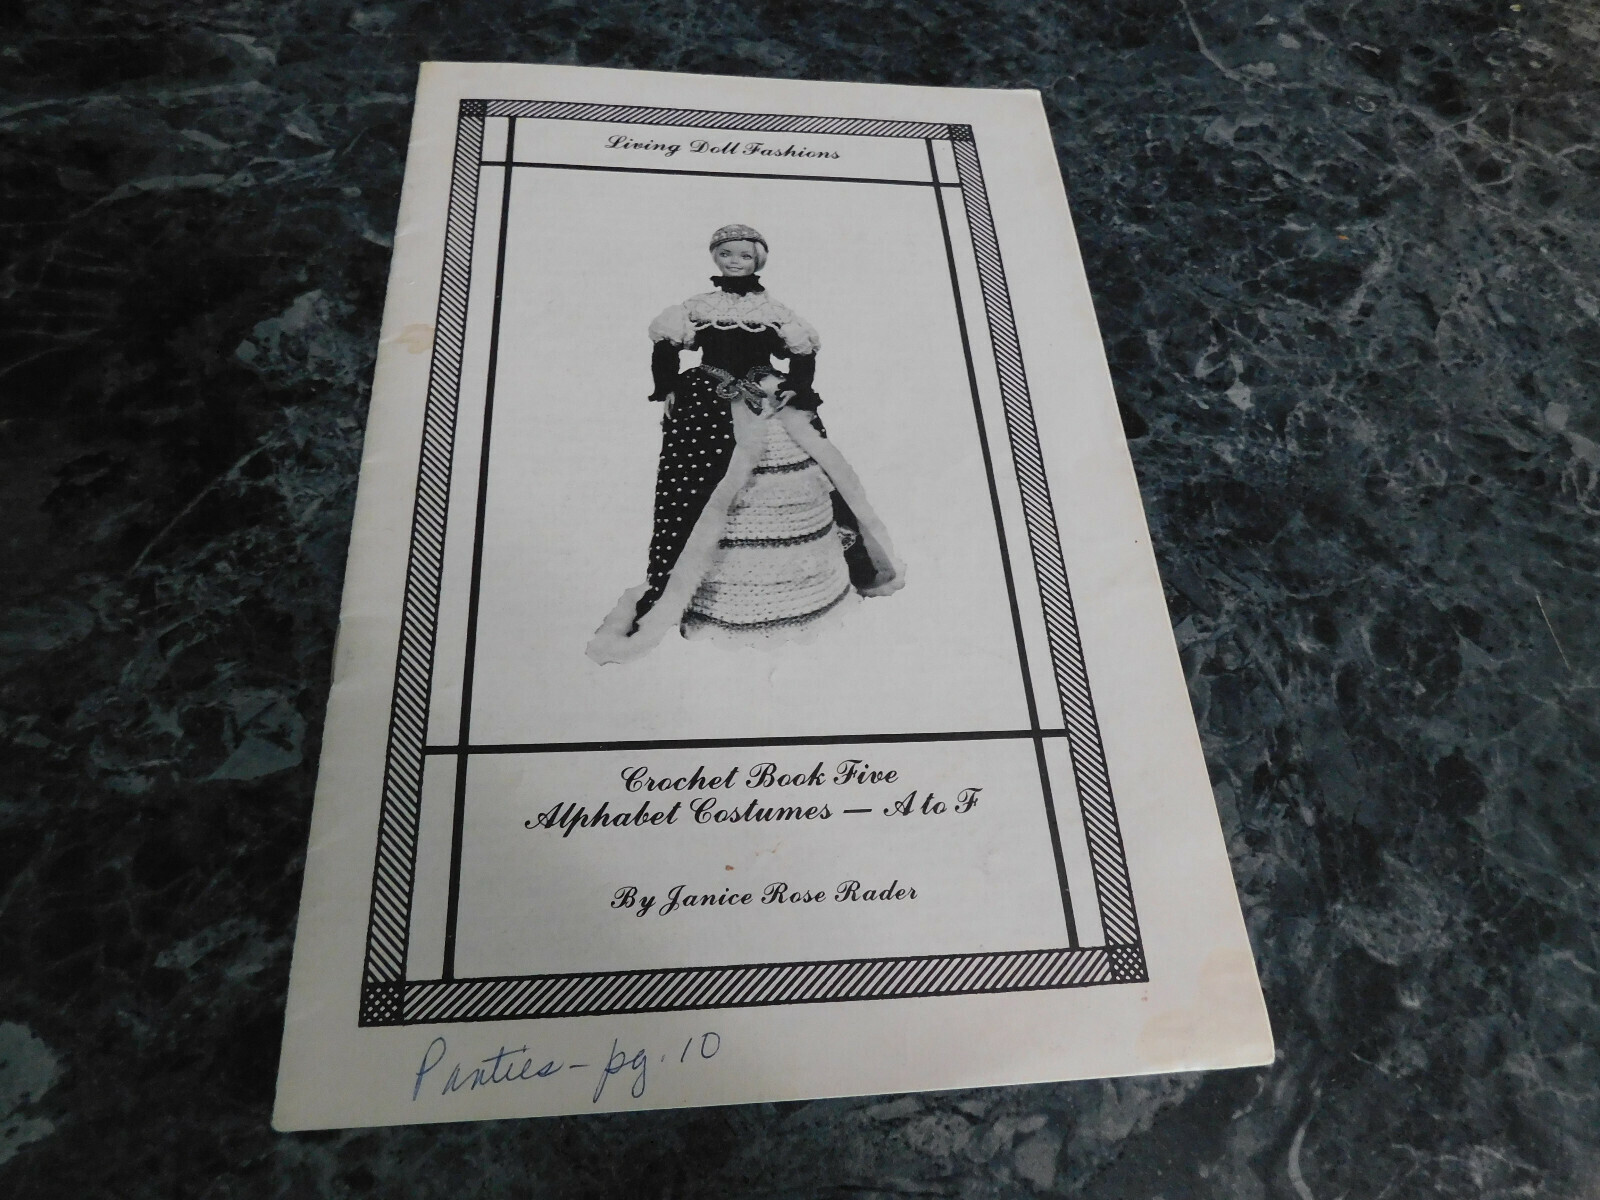 Living Doll Fashions
Crochet Book Five
Alphabet Costumes — A to F
By Janice Rose Rader
Panties - pg. 10